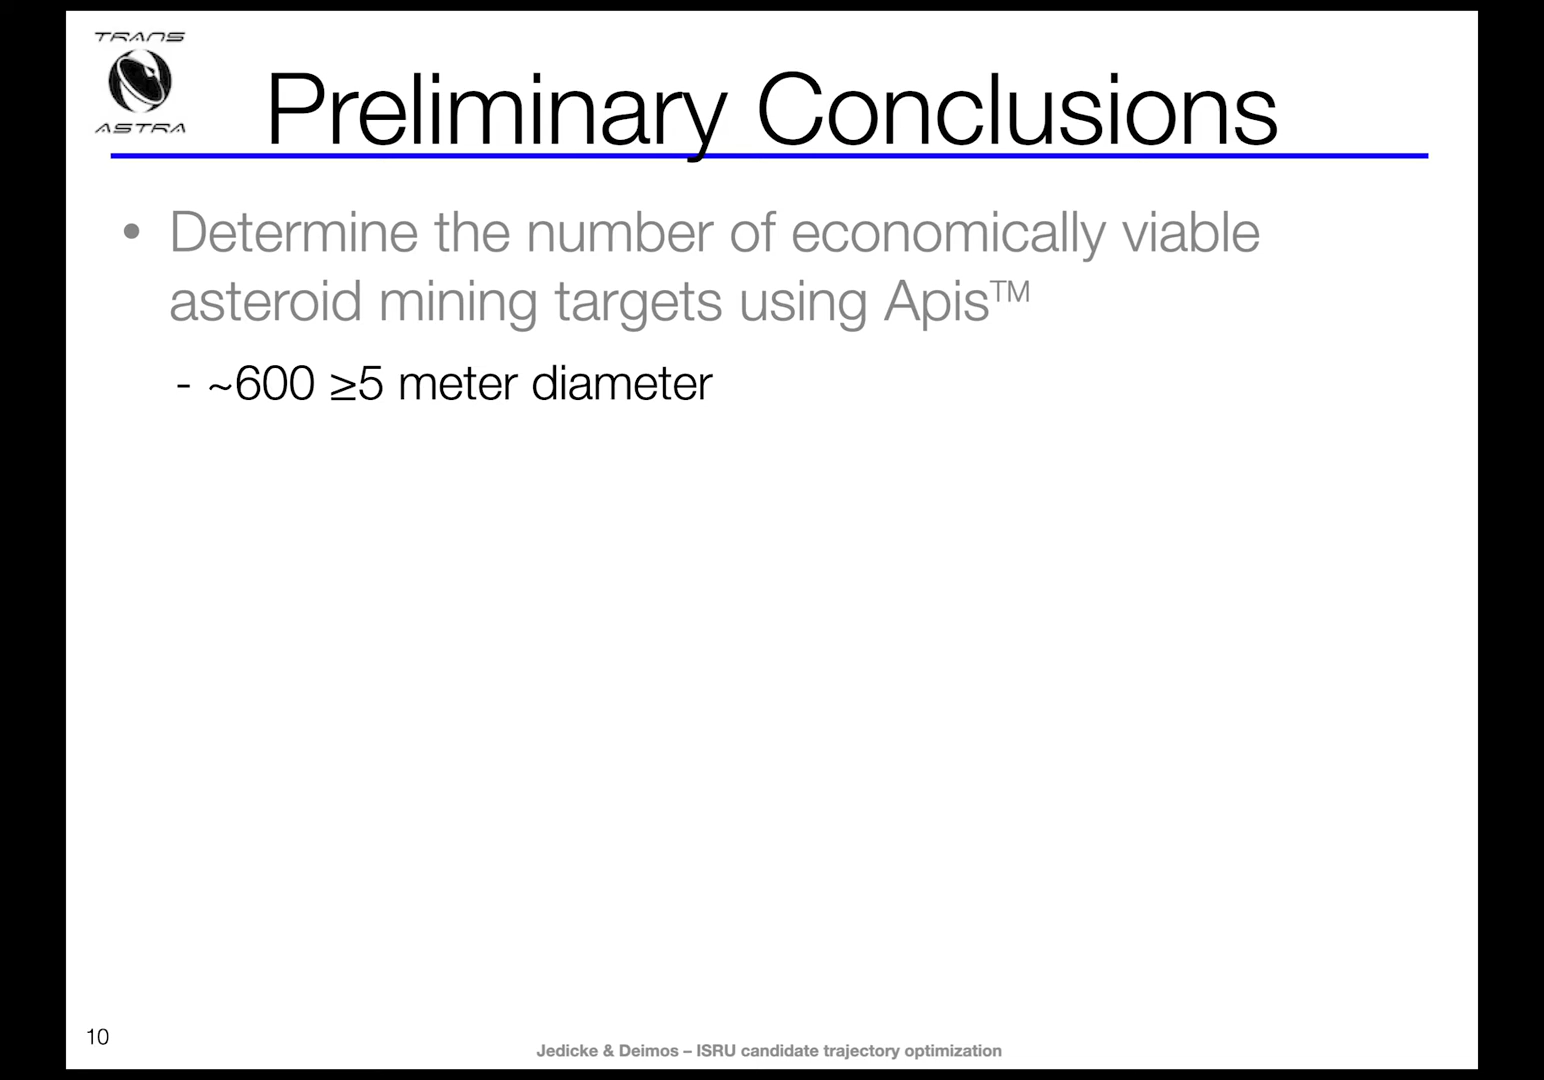 TRANS
ASTRA
Preliminary Conclusions
• Determine the number of economically viable
asteroid mining targets using Apis™
- ~600 ≥5 meter diameter
10
Jedicke & Deimos – ISRU candidate trajectory optimization